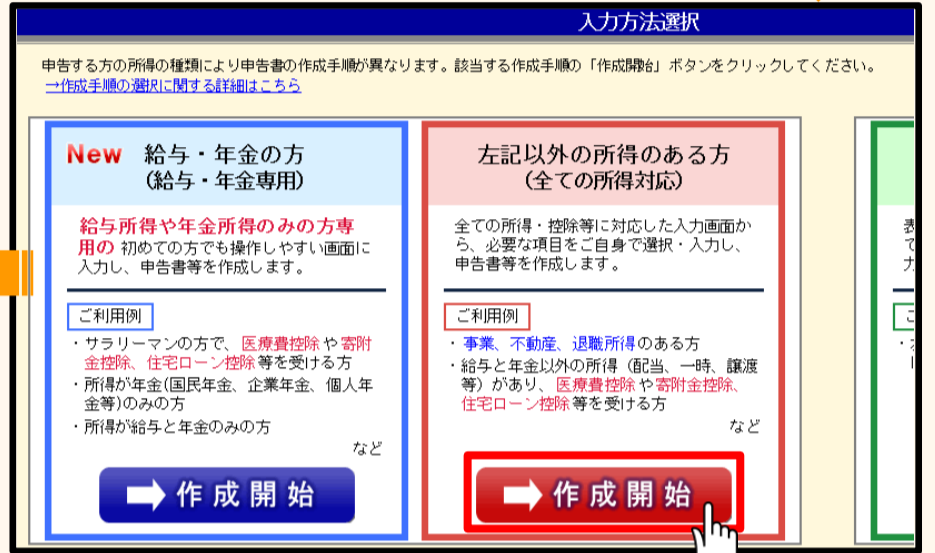 入力方法選択
申告する方の所得の種類により申告書の作成手順が異なります。該当する作成手順の「作成開始」ボタンをクリックしてください。
→作成手順の選択に関する詳細はこちら
New 給与・年金の方
(給与・年金専用)
給与所得や年金所得のみの方専
用の 初めての方でも操作しやすい画面に
入力し、申告書等を作成します。
ご利用例
・サラリーマンの方で、医療費控除や寄附
金控除、住宅ローン控除等を受ける方
・所得が年金(国民年金、企業年金、個人年
金等)のみの方
・所得が給与と年金のみの方
など
作成開始
左記以外の所得のある方
(全ての所得対応)
全ての所得・控除等に対応した入力画面か
ら、必要な項目をご自身で選択・入力し、
申告書等を作成します。
ご利用例
・事業、不動産、退職所得のある方
・給与と年金以外の所得（配当、一時、譲渡
等）があり、医療費控除や寄附金控除、
住宅ローン控除等を受ける方
など
作成開始